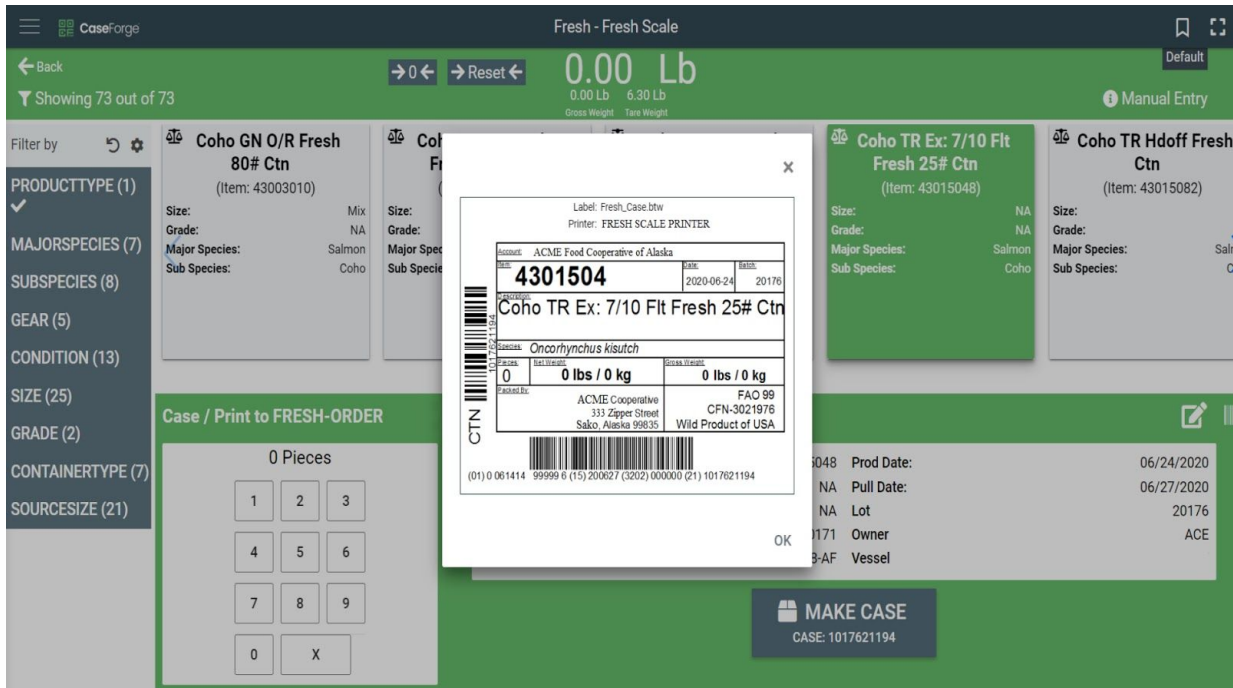 CaseForge
Fresh - Fresh Scale
Back
Default
→0← →Reset← 0.00 Lb
Showing 73 out of 73
0.00 Lb 6.30 Lb
Gross Weight Tare Weight
Manual Entry
Filter by
PRODUCTTYPE (1)
MAJORSPECIES (7)
SUBSPECIES (8)
GEAR (5)
CONDITION (13)
SIZE (25)
GRADE (2)
CONTAINERTYPE (7)
SOURCESIZE (21)
Coho GN O/R Fresh
80# Ctn
(Item: 43003010)
Size: Mix
Grade: NA
Major Species: Salmon
Sub Species: Coho
Size:
Grade:
×
Label: Fresh_Case.btw
Printer: FRESH SCALE PRINTER
Account: ACME Food Cooperative of Alaska
Item: 4301504
Date: 2020-06-24
Batch: 20176
Description:
Coho TR Ex: 7/10 Flt Fresh 25# Ctn
Species: Oncorhynchus kisutch
Pieces: 0
Net Weight: 0 lbs / 0 kg
Gross Weight: 0 lbs / 0 kg
Packed By:
ACME Cooperative
333 Zipper Street
Sako, Alaska 99835
FAO 99
CFN-3021976
Wild Product of USA
CTN
1017621194
(01) 0 061414 99999 6 (15) 200627 (3202) 000000 (21) 1017621194
OK
Coho TR Ex: 7/10 Flt
Fresh 25# Ctn
(Item: 43015048)
Size: NA
Grade: NA
Major Species: Salmon
Sub Species: Coho
Coho TR Hdoff Fresh
Ctn
(Item: 43015082)
Size:
Grade:
Major Species:
Sub Species:
Case / Print to FRESH-ORDER
0 Pieces
1 2 3
4 5 6
7 8 9
0 X
Prod Date: 06/24/2020
NA Pull Date: 06/27/2020
NA Lot 20176
Owner ACE
Vessel
MAKE CASE
CASE: 1017621194